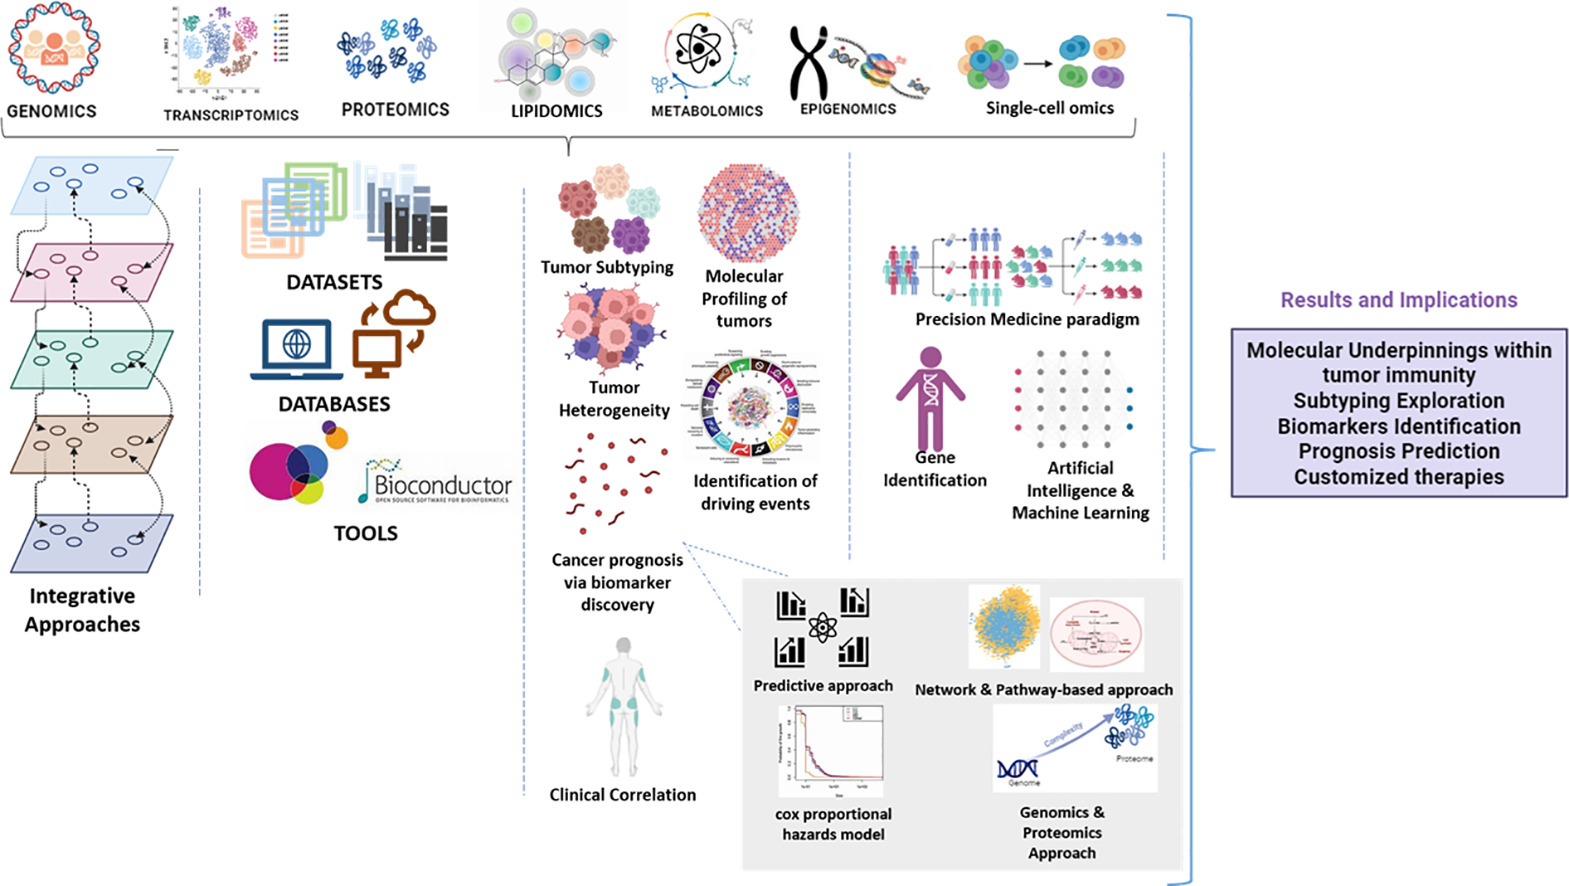 GENOMICS
TRANSCRIPTOMICS
PROTEOMICS
LIPIDOMICS
METABOLOMICS
EPIGENOMICS
Single-cell omics
Integrative
Approaches
DATASETS
DATABASES
Bioconductor
OPEN SOURCE SOFTWARE FOR BIOINFORMATICS
TOOLS
Tumor Subtyping
Molecular
Profiling of
tumors
Tumor
Heterogeneity
Identification of
driving events
Cancer prognosis
via biomarker
discovery
Clinical Correlation
Precision Medicine paradigm
Gene
Identification
Artificial
Intelligence &
Machine Learning
Predictive approach
Network & Pathway-based approach
cox proportional
hazards model
Complexity
Genome
Proteome
Genomics &
Proteomics
Approach
Results and Implications
Molecular Underpinnings within
tumor immunity
Subtyping Exploration
Biomarkers Identification
Prognosis Prediction
Customized therapies